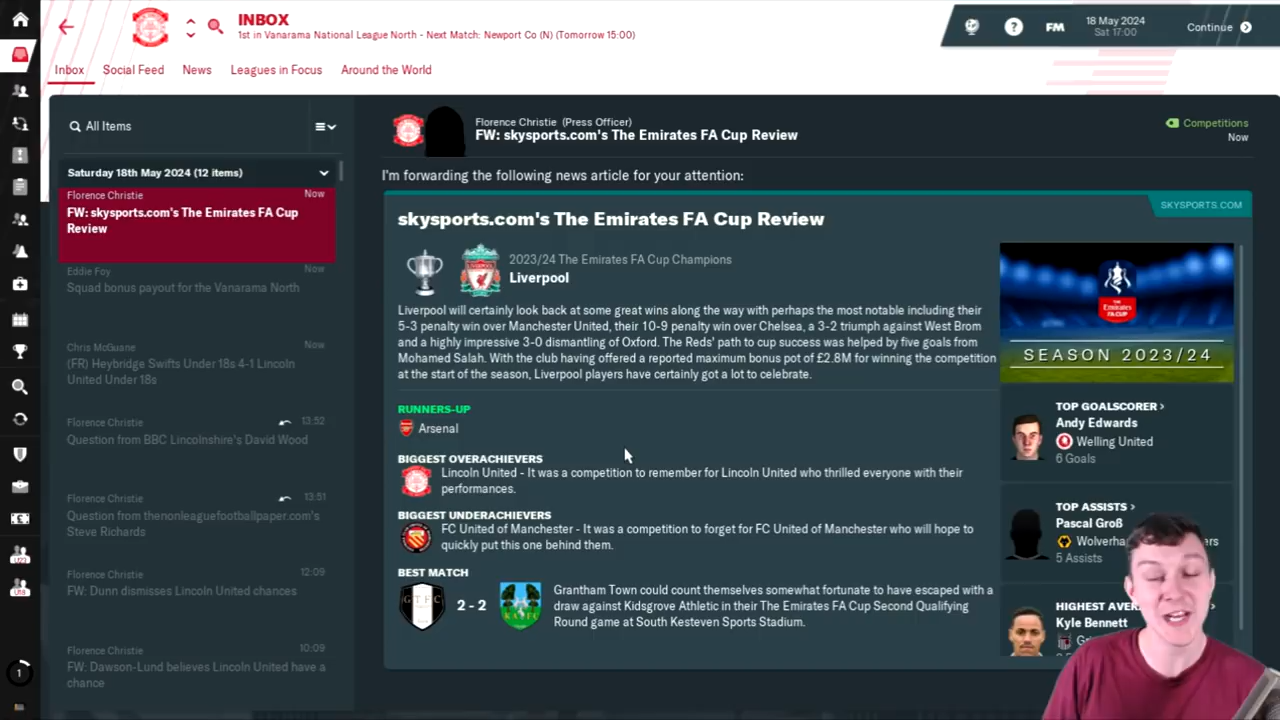 INBOX
1st in Vanarama National League North - Next Match: Newport Co (N) (Tomorrow 15:00)
FM
18 May 2024
Sat 17:00
Continue
Inbox
Social Feed
News
Leagues in Focus
Around the World
All Items
Saturday 18th May 2024 (12 items)
Florence Christie
Now
FW: skysports.com's The Emirates FA Cup
Review
Eddie Foy
Now
Squad bonus payout for the Vanarama North
Chris McGuane
Now
(FR) Heybridge Swifts Under 18s 4-1 Lincoln
United Under 18s
Florence Christie
13:52
Question from BBC Lincolnshire's David Wood
Florence Christie
13:51
Question from thenonleaguefootballpaper.com's
Steve Richards
Florence Christie
12:09
FW: Dunn dismisses Lincoln United chances
Florence Christie
10:09
FW: Dawson-Lund believes Lincoln United have a
chance
U23
U18
1
Florence Christie (Press Officer)
FW: skysports.com's The Emirates FA Cup Review
Competitions
Now
I'm forwarding the following news article for your attention:
skysports.com's The Emirates FA Cup Review
SKYSPORTS.COM
2023/24 The Emirates FA Cup Champions
Liverpool
Liverpool will certainly look back at some great wins along the way with perhaps the most notable including their
5-3 penalty win over Manchester United, their 10-9 penalty win over Chelsea, a 3-2 triumph against West Brom
and a highly impressive 3-0 dismantling of Oxford. The Reds' path to cup success was helped by five goals from
Mohamed Salah. With the club having offered a reported maximum bonus pot of £2.8M for winning the competition
at the start of the season, Liverpool players have certainly got a lot to celebrate.
RUNNERS-UP
Arsenal
BIGGEST OVERACHIEVERS
Lincoln United - It was a competition to remember for Lincoln United who thrilled everyone with their
performances.
BIGGEST UNDERACHIEVERS
FC United of Manchester - It was a competition to forget for FC United of Manchester who will hope to
quickly put this one behind them.
BEST MATCH
2 - 2
Grantham Town could count themselves somewhat fortunate to have escaped with a
draw against Kidsgrove Athletic in their The Emirates FA Cup Second Qualifying
Round game at South Kesteven Sports Stadium.
THE
Emirates
FA CUP
SEASON 2023/24
TOP GOALSCORER >
Andy Edwards
Welling United
6 Goals
TOP ASSISTS >
Pascal Groß
5 Assists
Kyle Bennett